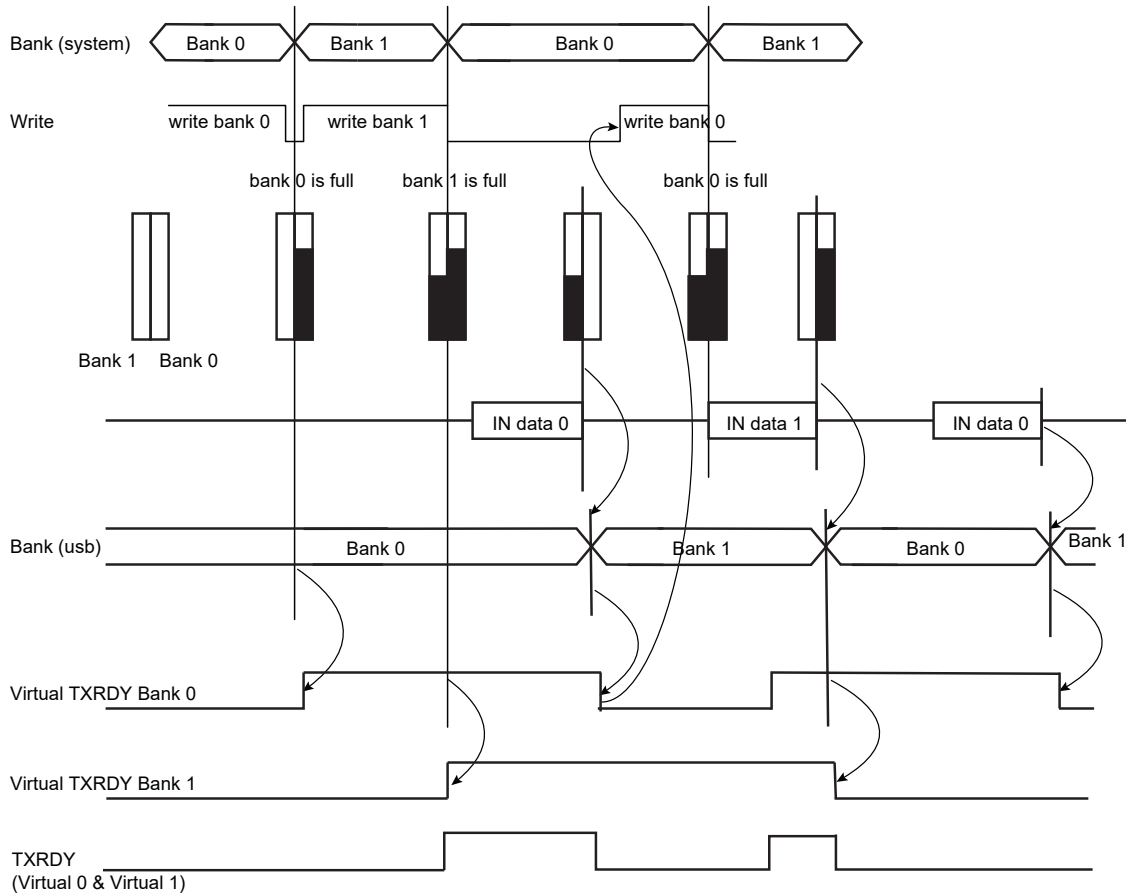 Bank (system)
Bank 0
Bank 1
Bank 0
Bank 1
Write
write bank 0
write bank 1
write bank 0
bank 0 is full
bank 1 is full
bank 0 is full
Bank 1
Bank 0
IN data 0
IN data 1
IN data 0
Bank (usb)
Bank 0
Bank 1
Bank 0
Bank 1
Virtual TXRDY Bank 0
Virtual TXRDY Bank 1
TXRDY
(Virtual 0 & Virtual 1)